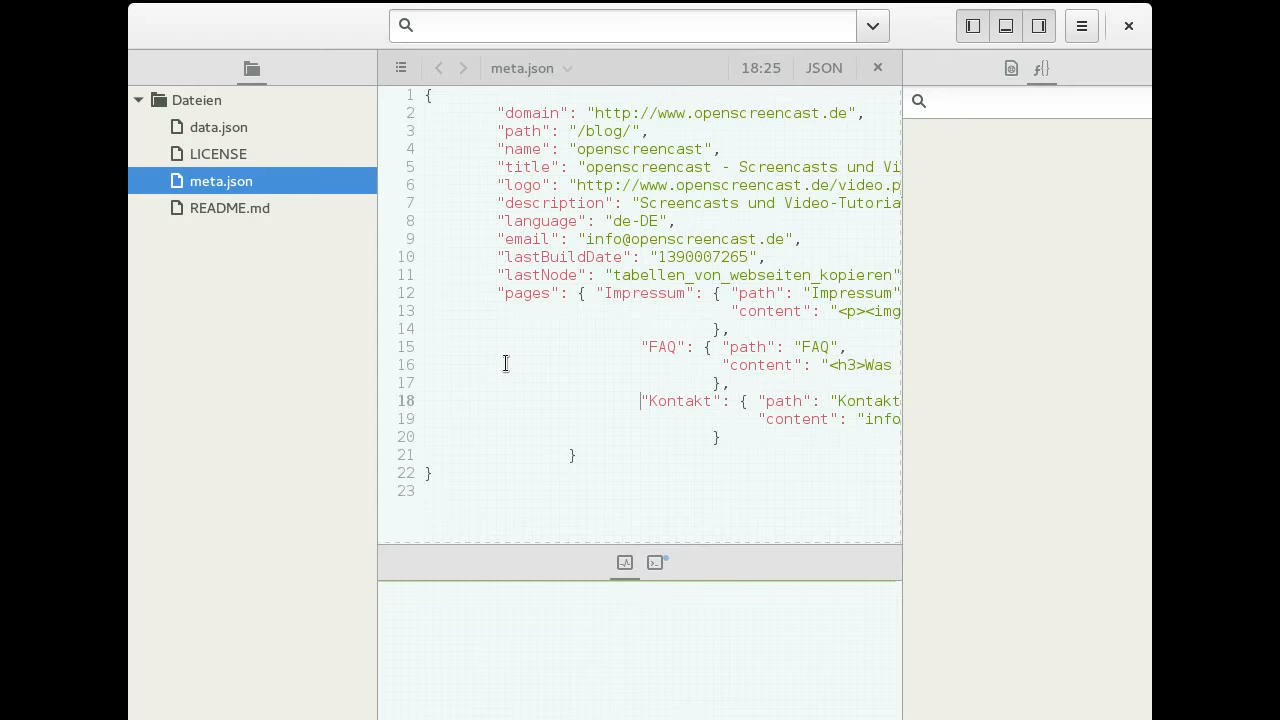 meta.json 18:25 JSON
Dateien
data.json
LICENSE
meta.json
README.md
1 {
2 "domain": "http://www.openscreencast.de",
3 "path": "/blog/",
4 "name": "openscreencast",
5 "title": "openscreencast - Screencasts und Vi
6 "logo": "http://www.openscreencast.de/video.p
7 "description": "Screencasts und Video-Tutoria
8 "language": "de-DE",
9 "email": "info@openscreencast.de",
10 "lastBuildDate": "1390007265",
11 "lastNode": "tabellen_von_webseiten_kopieren"
12 "pages": { "Impressum": { "path": "Impressum"
13 "content": "<p><img
14 },
15 "FAQ": { "path": "FAQ",
16 "content": "<h3>Was
17 },
18 "Kontakt": { "path": "Kontakt
19 "content": "info
20 }
21 }
22 }
23